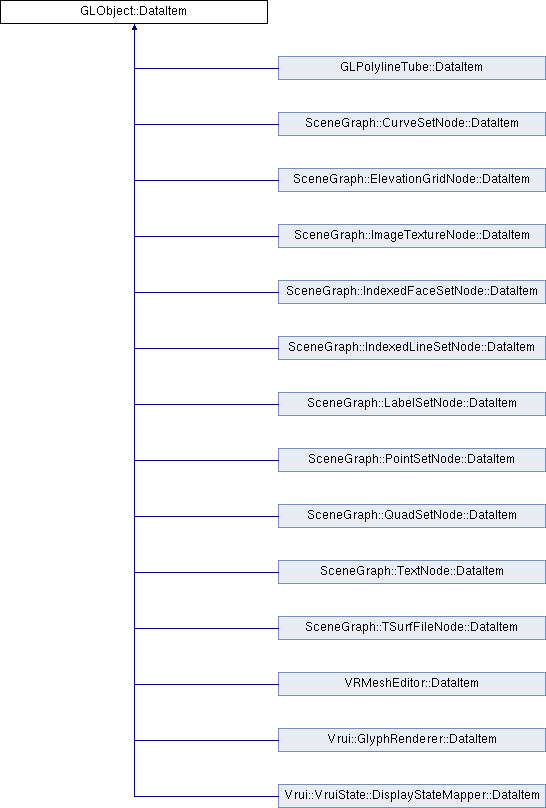 GLObject::DataItem
GLPolylineTube::DataItem
SceneGraph::CurveSetNode::DataItem
SceneGraph::ElevationGridNode::DataItem
SceneGraph::ImageTextureNode::DataItem
SceneGraph::IndexedFaceSetNode::DataItem
SceneGraph::IndexedLineSetNode::DataItem
SceneGraph::LabelSetNode::DataItem
SceneGraph::PointSetNode::DataItem
SceneGraph::QuadSetNode::DataItem
SceneGraph::TextNode::DataItem
SceneGraph::TSurfFileNode::DataItem
VRMeshEditor::DataItem
Vrui::GlyphRenderer::DataItem
Vrui::VruiState::DisplayStateMapper::DataItem